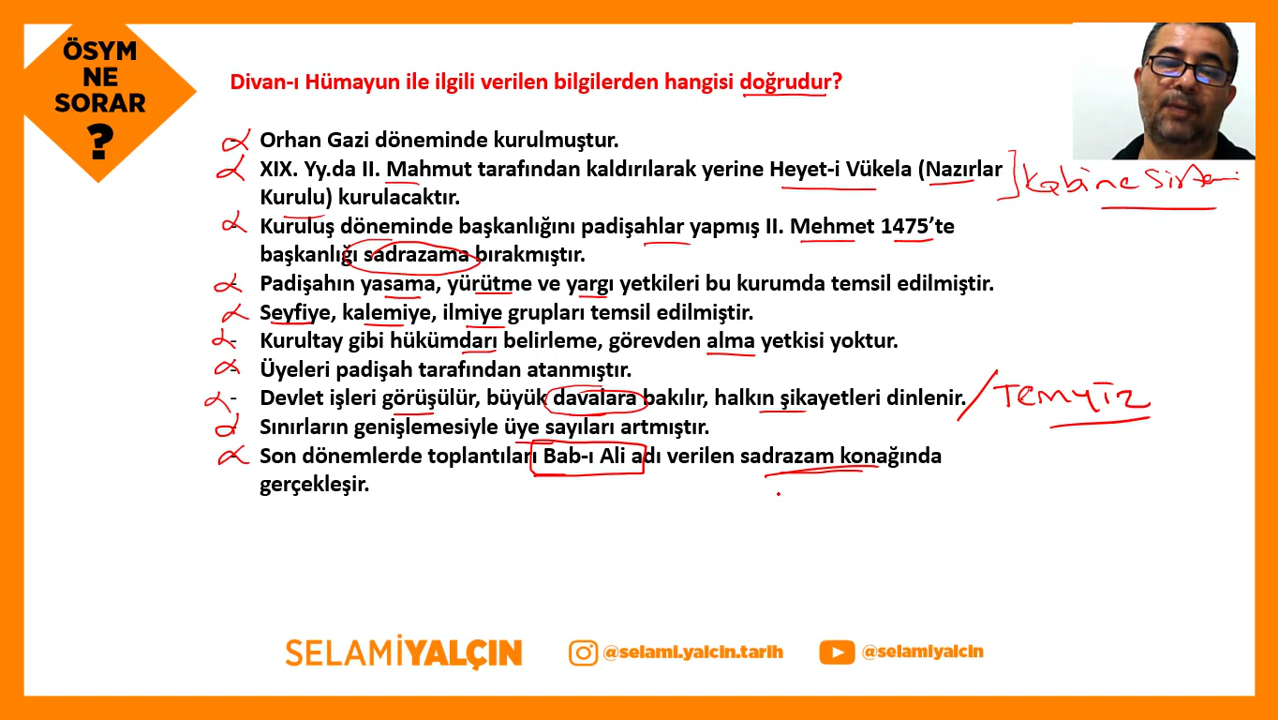 ÖSYM
NE
SORAR
?
Divan-ı Hümayun ile ilgili verilen bilgilerden hangisi doğrudur?
Orhan Gazi döneminde kurulmuştur.
XIX. Yy.da II. Mahmut tarafından kaldırılarak yerine Heyet-i Vükela (Nazırlar
Kurulu) kurulacaktır.
Kabine Sistemi
Kuruluş döneminde başkanlığını padişahlar yapmış II. Mehmet 1475'te
başkanlığı sadrazama bırakmıştır.
Padişahın yasama, yürütme ve yargı yetkileri bu kurumda temsil edilmiştir.
Seyfiye, kalemiye, ilmiye grupları temsil edilmiştir.
- Kurultay gibi hükümdarı belirleme, görevden alma yetkisi yoktur.
- Üyeleri padişah tarafından atanmıştır.
- Devlet işleri görüşülür, büyük davalara bakılır, halkın şikayetleri dinlenir. / Temyiz
Sınırların genişlemesiyle üye sayıları artmıştır.
Son dönemlerde toplantıları Bab-ı Ali adı verilen sadrazam konağında
gerçekleşir.
SELAMİYALÇIN
@selami.yalcin.tarih
@selamiyalcin